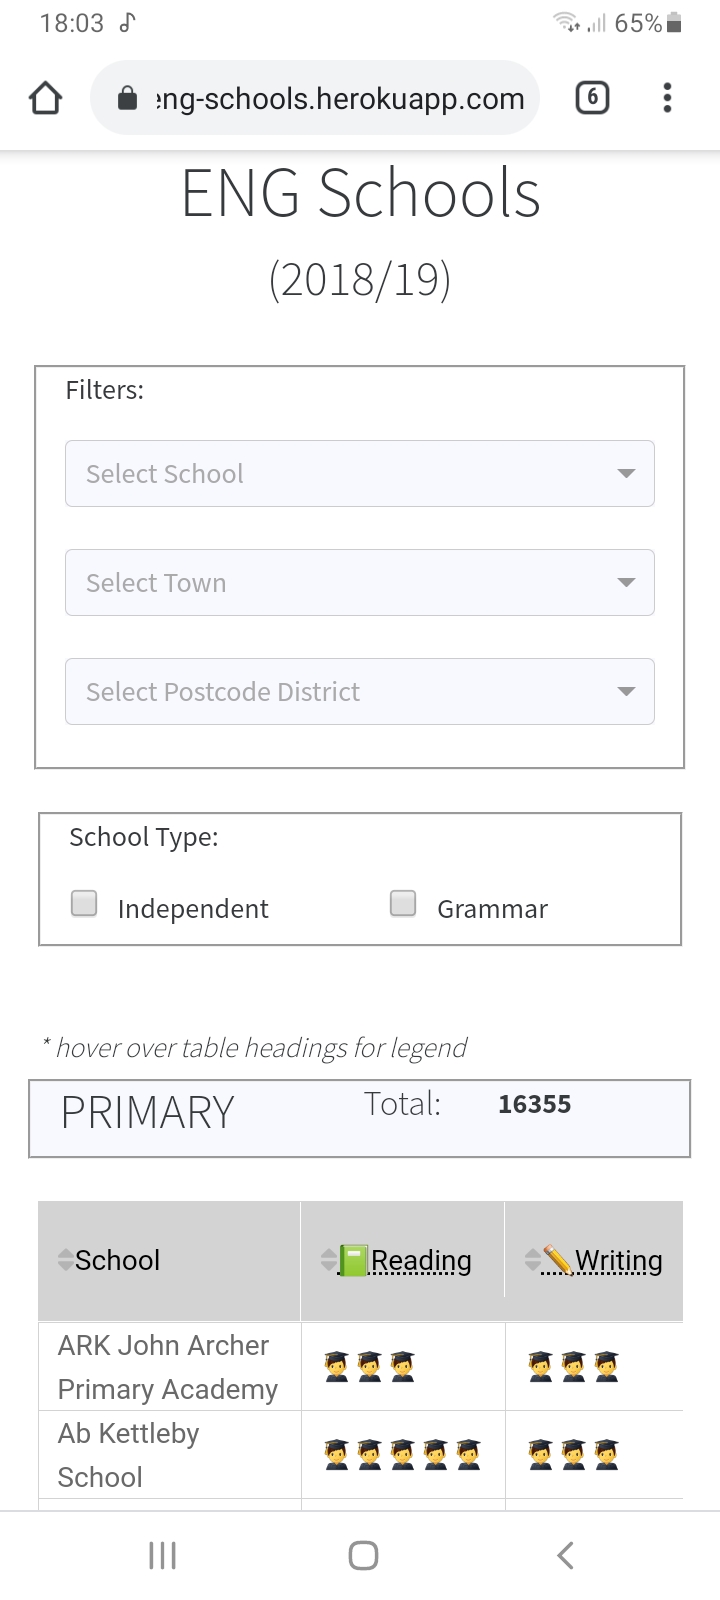 18:03
65%
eng-schools.herokuapp.com
6
ENG Schools
(2018/19)
Filters:
Select School
Select Town
Select Postcode District
School Type:
Independent
Grammar
* hover over table headings for legend
PRIMARY
Total:
16355
School
Reading
Writing
ARK John Archer
Primary Academy
Ab Kettleby
School